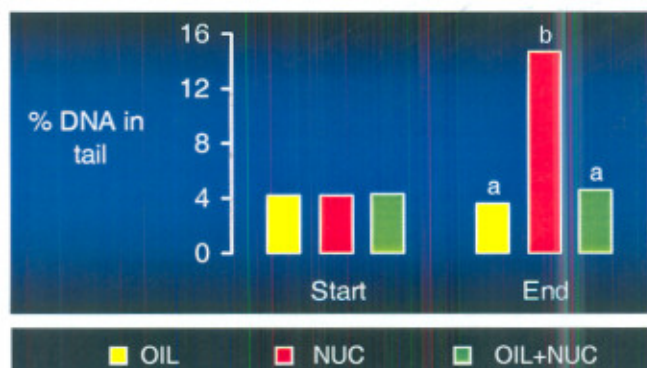 16
12
8
4
0
% DNA in
tail
a
b
a
Start
End
OIL
NUC
OIL+NUC